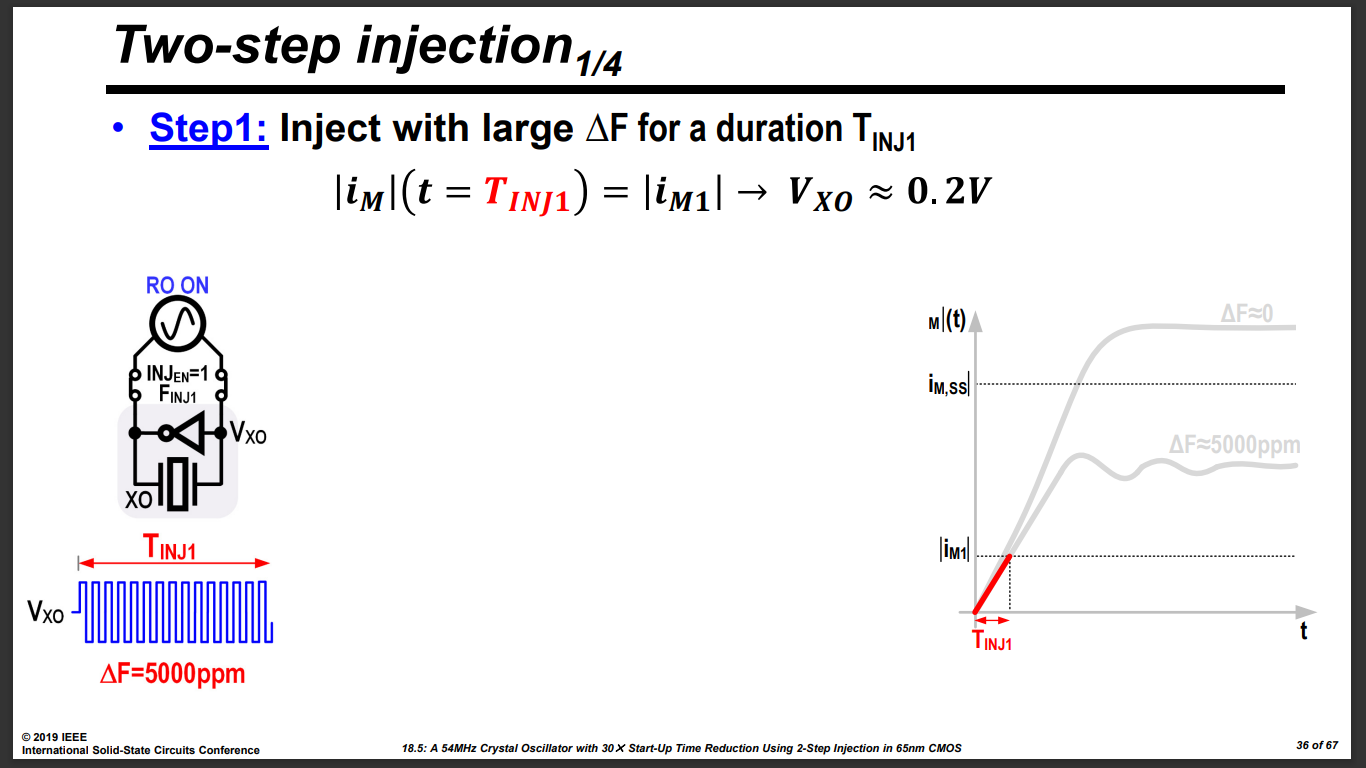 Two-step injection1/4
• Step1: Inject with large ΔF for a duration TINJ1
|iM|(t = TINJ1) = |iM1| → VXO ≈ 0.2V
RO ON
INJEN=1
FINJ1
VXO
XO
TINJ1
VXO
ΔF=5000ppm
M|(t)
ΔF≈0
iM,SS|
ΔF≈5000ppm
|iM1|
TINJ1
t
© 2019 IEEE
International Solid-State Circuits Conference
18.5: A 54MHz Crystal Oscillator with 30✕ Start-Up Time Reduction Using 2-Step Injection in 65nm CMOS
36 of 67